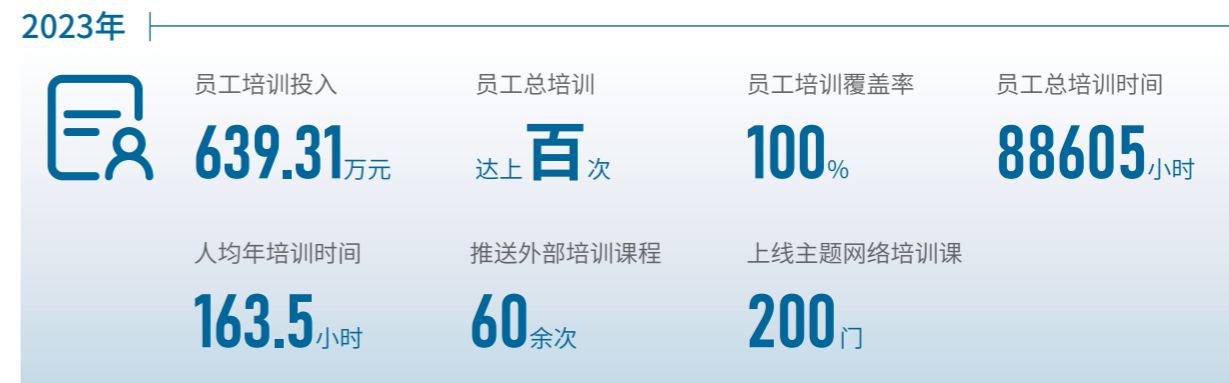 2023年
员工培训投入
639.31万元
员工总培训
达上百次
员工培训覆盖率
100%
员工总培训时间
88605小时
人均年培训时间
163.5小时
推送外部培训课程
60余次
上线主题网络培训课
200门